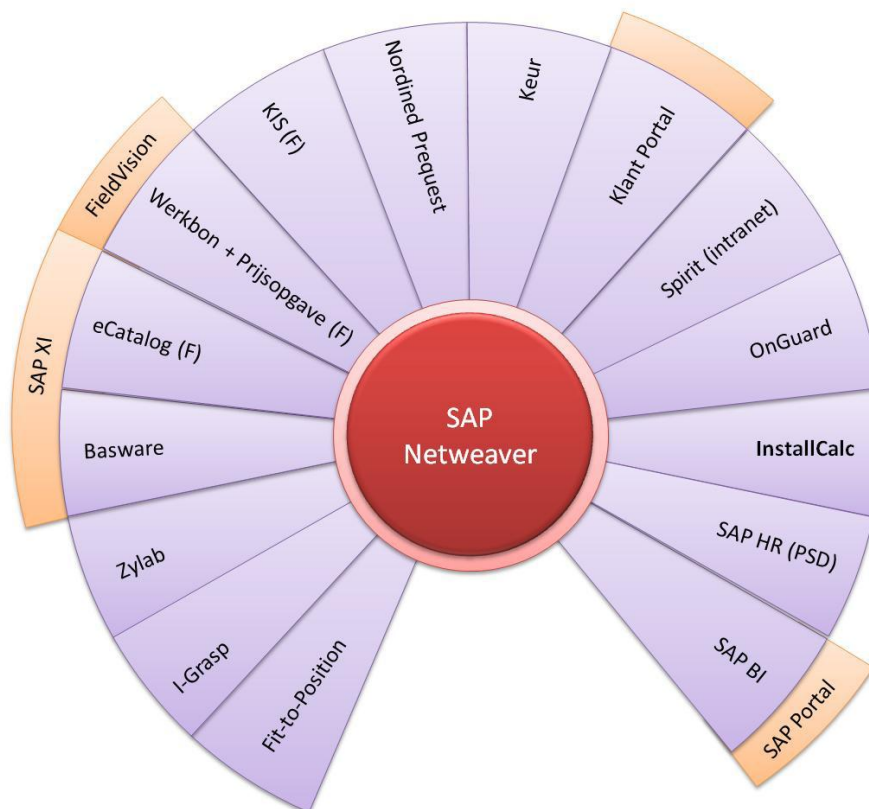 SAP
Netweaver
Fit-to-Position
I-Grasp
Zylab
Basware
eCatalog (F)
Werkbon + Prijsopgave (F)
KIS (F)
Nordined Prequest
Keur
Klant Portal
Spirit (intranet)
OnGuard
InstallCalc
SAP HR (PSD)
SAP BI
SAP XI
FieldVision
SAP Portal